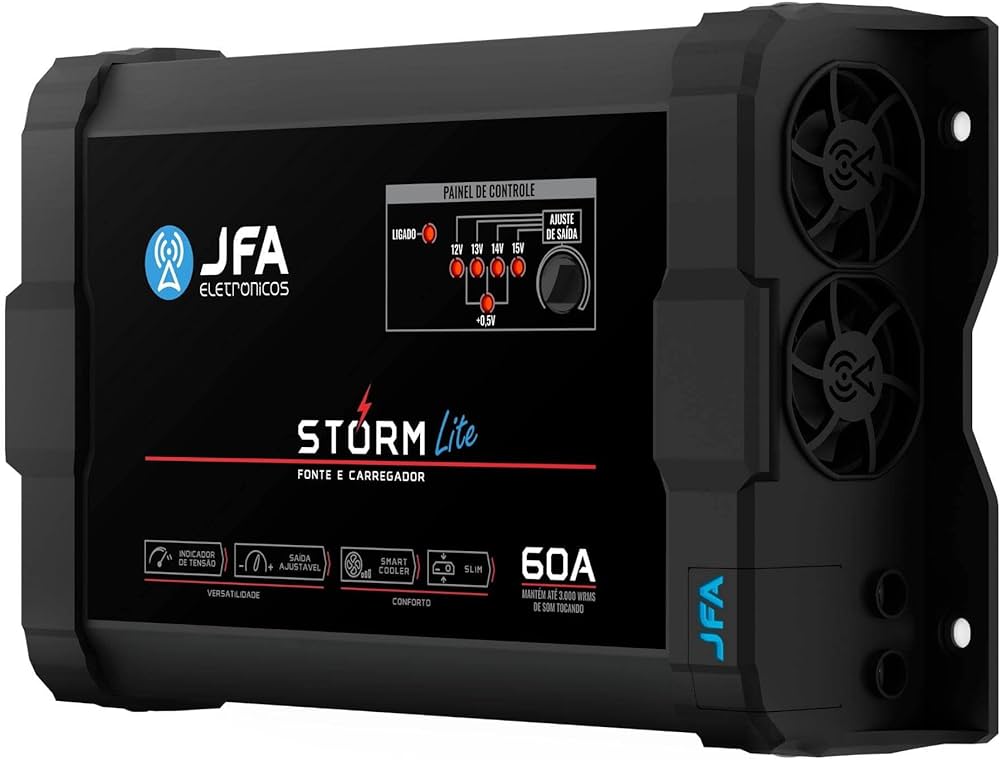 PAINEL DE CONTROLE
LIGADO
12V 13V 14V 15V
AJUSTE
DE SAÍDA
+0,5V
JFA
ELETRONICOS
STORM Lite
FONTE E CARREGADOR
INDICADOR
DE TENSÃO
SAÍDA
AJUSTAVEL
SMART
COOLER
SLIM
VERSATILIDADE
CONFORTO
60A
MANTÉM ATÉ 3.000 WRMS
DE SOM TOCANDO
JFA